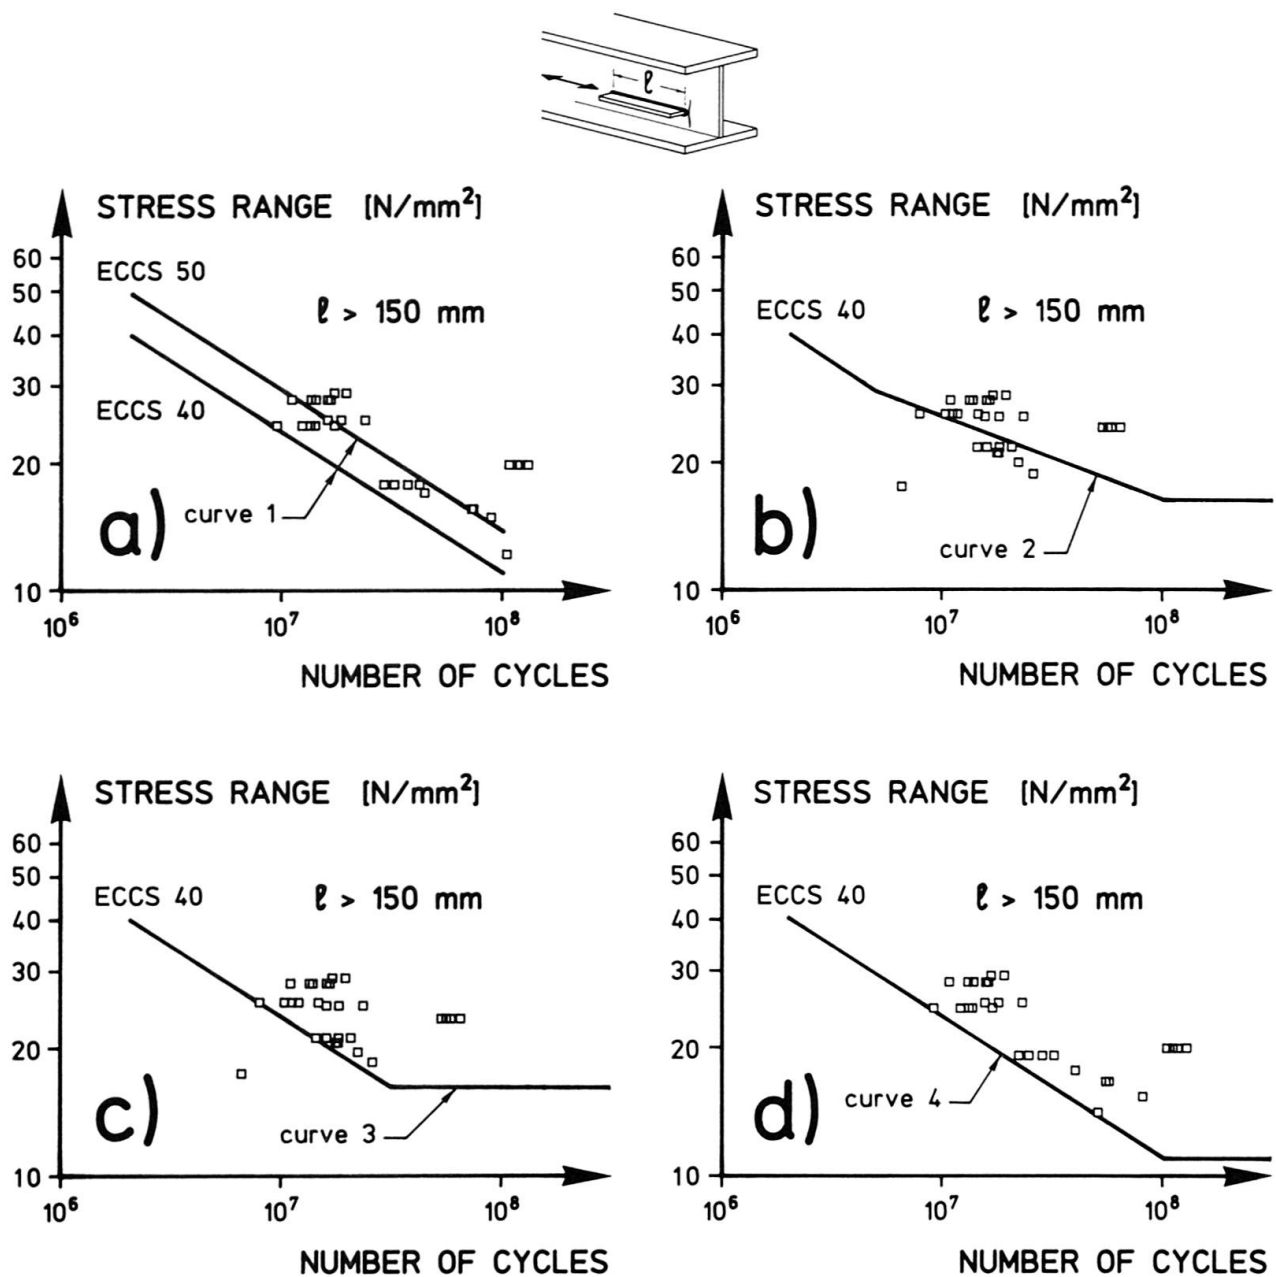 ℓ
STRESS RANGE [N/mm²]
60
50
40
30
20
10
ECCS 50
ℓ > 150 mm
ECCS 40
curve 1
a)
10⁶ 10⁷ 10⁸
NUMBER OF CYCLES
STRESS RANGE [N/mm²]
60
50
40
30
20
10
ECCS 40 ℓ > 150 mm
b)
curve 2
10⁶ 10⁷ 10⁸
NUMBER OF CYCLES
STRESS RANGE [N/mm²]
60
50
40
30
20
10
ECCS 40 ℓ > 150 mm
c)
curve 3
10⁶ 10⁷ 10⁸
NUMBER OF CYCLES
STRESS RANGE [N/mm²]
60
50
40
30
20
10
ECCS 40 ℓ > 150 mm
d)
curve 4
10⁶ 10⁷ 10⁸
NUMBER OF CYCLES